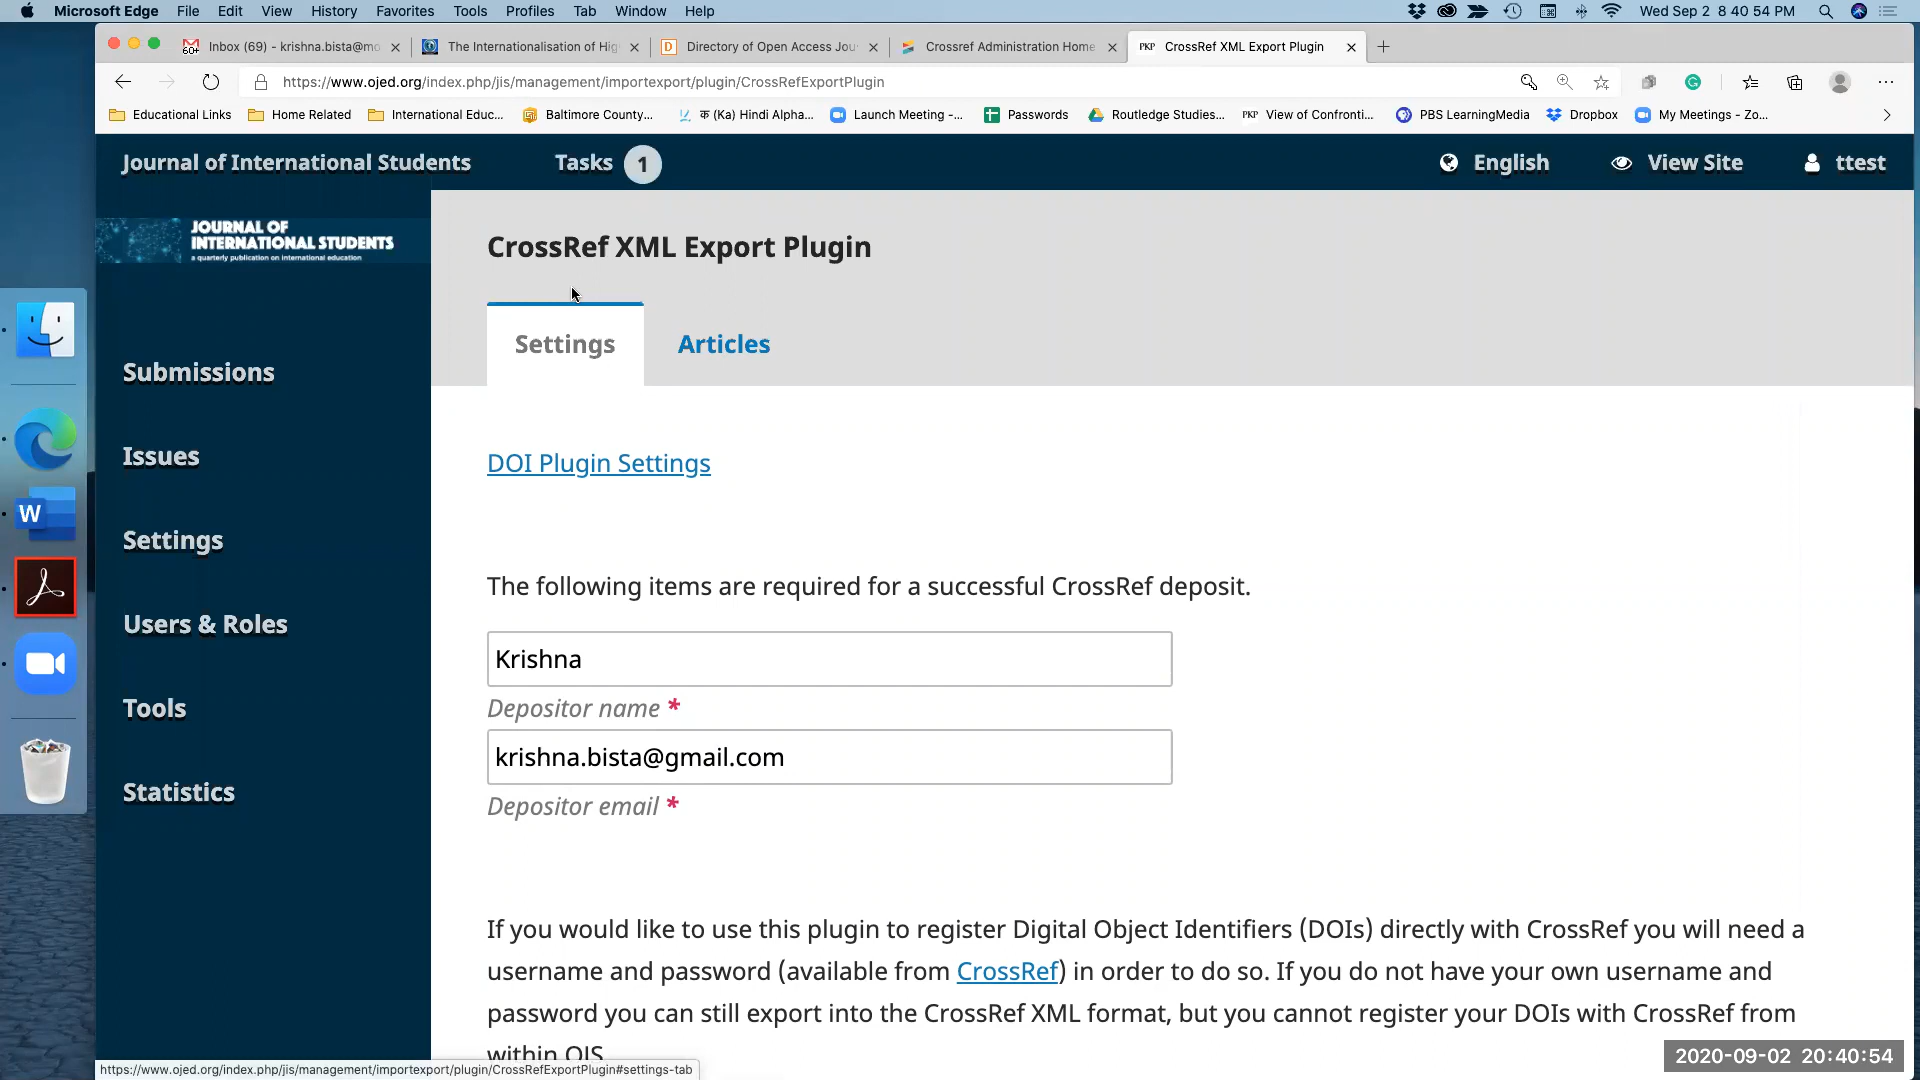 Microsoft Edge File Edit View History Favorites Tools Profiles Tab Window Help Wed Sep 2 8 40 54 PM
Inbox (69) - krishna.bista@mo
60+
The Internationalisation of Hig
Directory of Open Access Jou
Crossref Administration Home
PKP CrossRef XML Export Plugin
https://www.ojed.org/index.php/jis/management/importexport/plugin/CrossRefExportPlugin
Educational Links Home Related International Educ... Baltimore County... क (Ka) Hindi Alpha... Launch Meeting -... Passwords Routledge Studies... PKP View of Confronti... PBS LearningMedia Dropbox My Meetings - Zo...
Journal of International Students Tasks 1 English View Site ttest
JOURNAL OF
INTERNATIONAL STUDENTS
a quarterly publication on international education
CrossRef XML Export Plugin
Settings Articles
Submissions
Issues
Settings
Users & Roles
Tools
Statistics
DOI Plugin Settings
The following items are required for a successful CrossRef deposit.
Krishna
Depositor name *
krishna.bista@gmail.com
Depositor email *
If you would like to use this plugin to register Digital Object Identifiers (DOIs) directly with CrossRef you will need a
username and password (available from CrossRef) in order to do so. If you do not have your own username and
password you can still export into the CrossRef XML format, but you cannot register your DOIs with CrossRef from
within OJS.
W
https://www.ojed.org/index.php/jis/management/importexport/plugin/CrossRefExportPlugin#settings-tab
2020-09-02 20:40:54